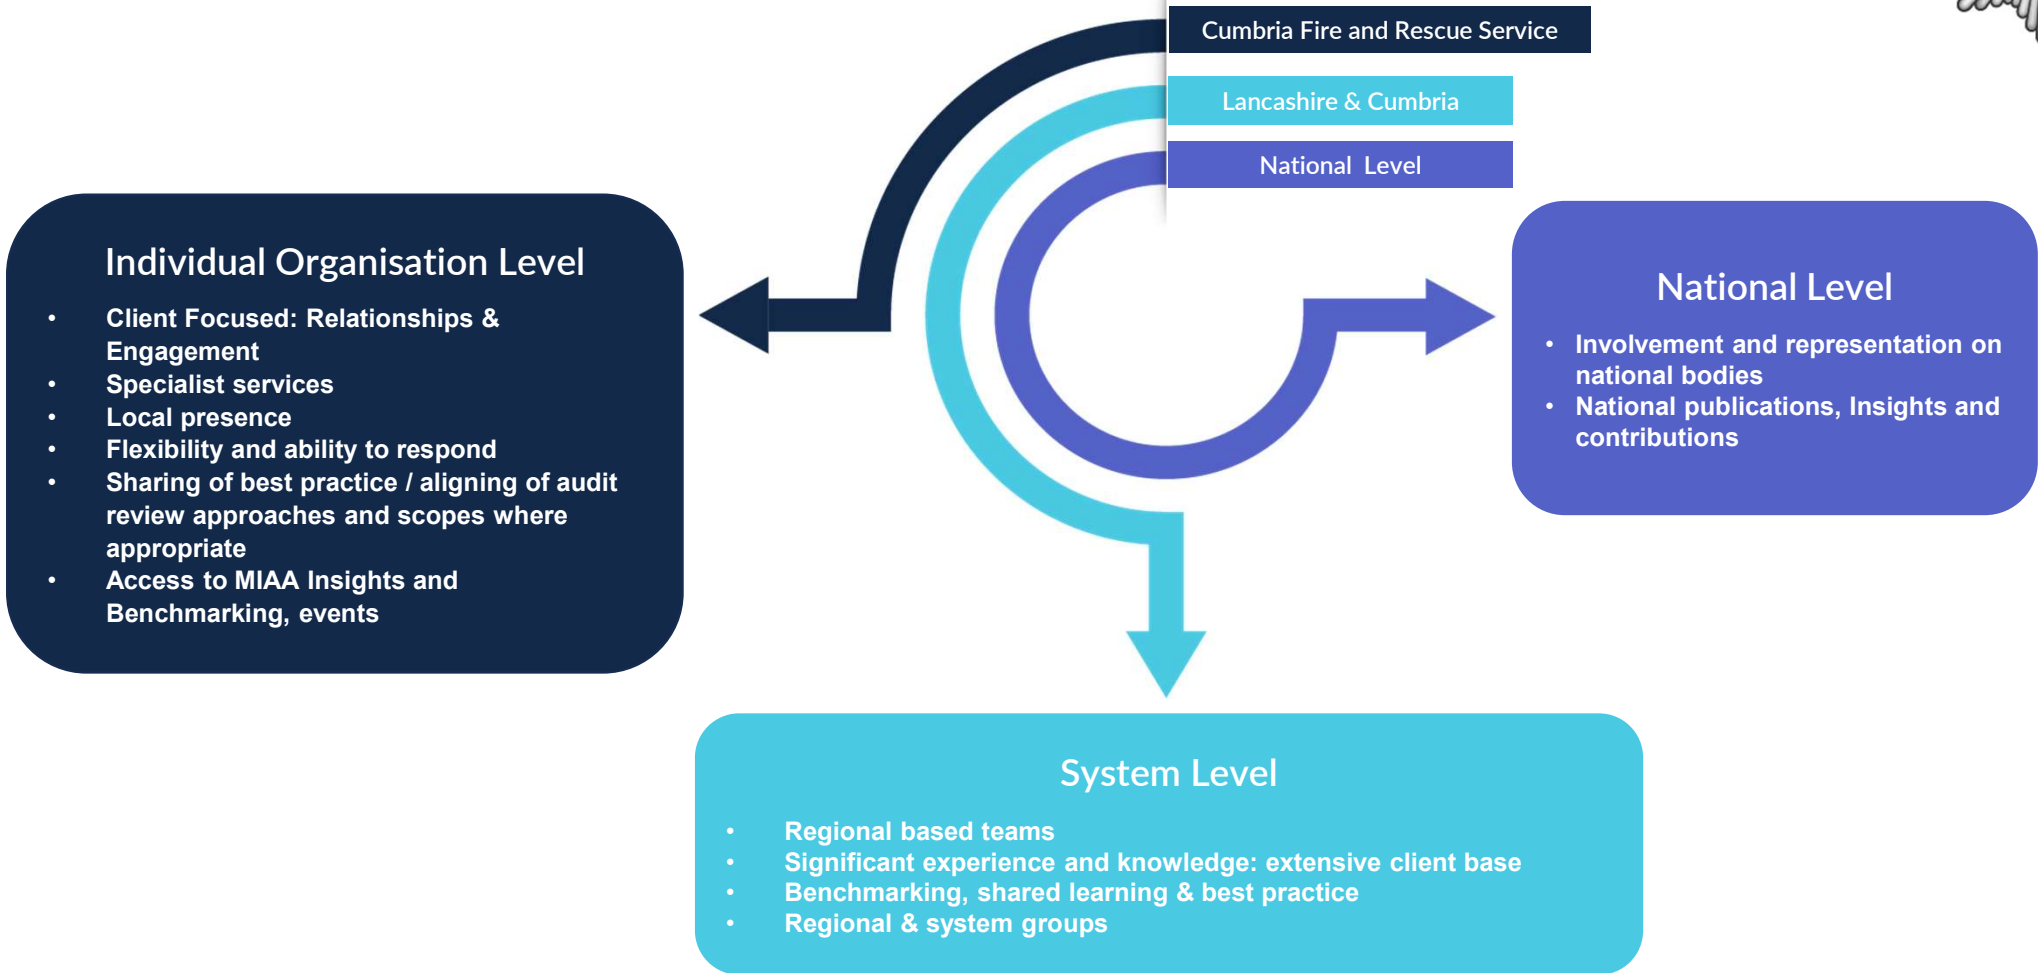 Cumbria Fire and Rescue Service
Lancashire & Cumbria
National Level
Individual Organisation Level
• Client Focused: Relationships &
Engagement
• Specialist services
• Local presence
• Flexibility and ability to respond
• Sharing of best practice / aligning of audit
review approaches and scopes where
appropriate
• Access to MIAA Insights and
Benchmarking, events
National Level
• Involvement and representation on
national bodies
• National publications, Insights and
contributions
System Level
• Regional based teams
• Significant experience and knowledge: extensive client base
• Benchmarking, shared learning & best practice
• Regional & system groups